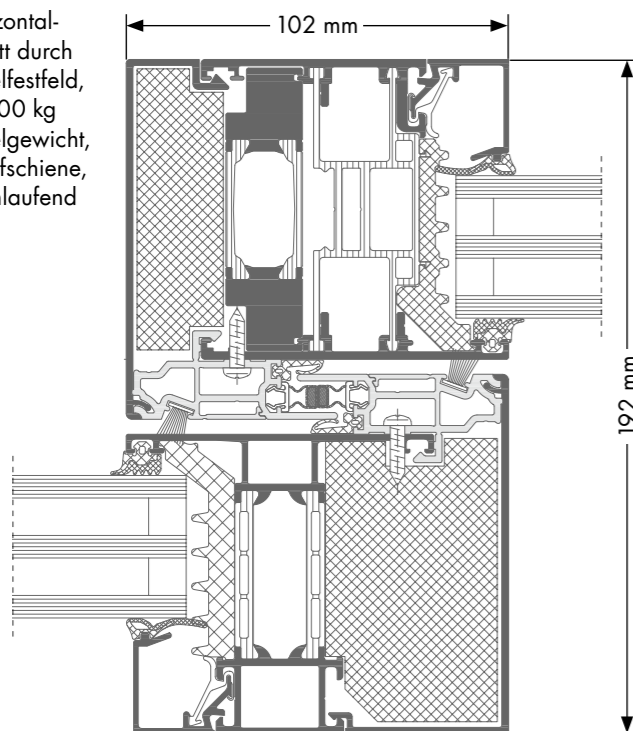 zontal-
tt durch
lfestfeld,
00 kg
lgewicht,
fschiene,
laufend
102 mm
192 mm